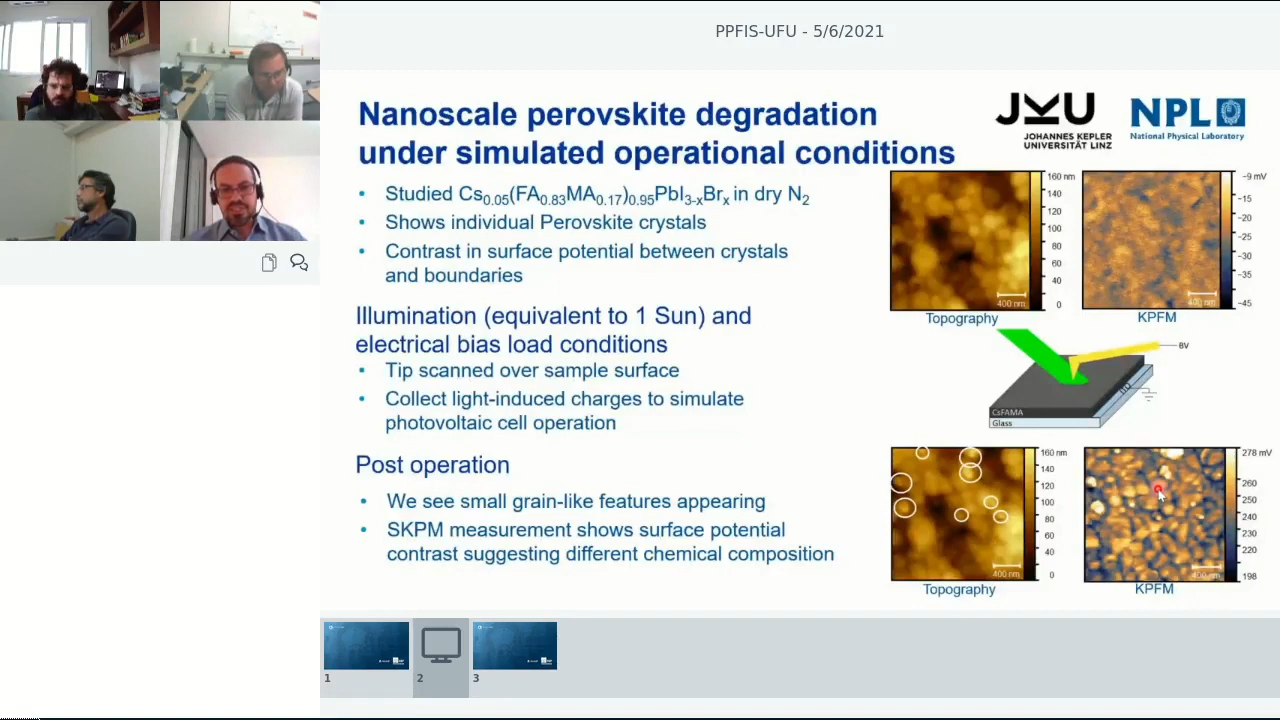 PPFIS-UFU - 5/6/2021
Nanoscale perovskite degradation
under simulated operational conditions
JKU
JOHANNES KEPLER
UNIVERSITÄT LINZ
NPL
National Physical Laboratory
• Studied Cs0.05(FA0.83MA0.17)0.95PbI3-xBrx in dry N2
• Shows individual Perovskite crystals
• Contrast in surface potential between crystals
and boundaries
160 nm
140
120
100
80
60
40
0
400 nm
Topography
-9 mV
-15
-20
-25
-30
-35
-45
400 nm
KPFM
Illumination (equivalent to 1 Sun) and
electrical bias load conditions
• Tip scanned over sample surface
• Collect light-induced charges to simulate
photovoltaic cell operation
BV
CsFAMA
Glass
Post operation
• We see small grain-like features appearing
• SKPM measurement shows surface potential
contrast suggesting different chemical composition
160 nm
140
120
100
80
60
40
0
400 nm
Topography
278 mV
260
250
240
230
220
198
400 nm
KPFM
1
2
3